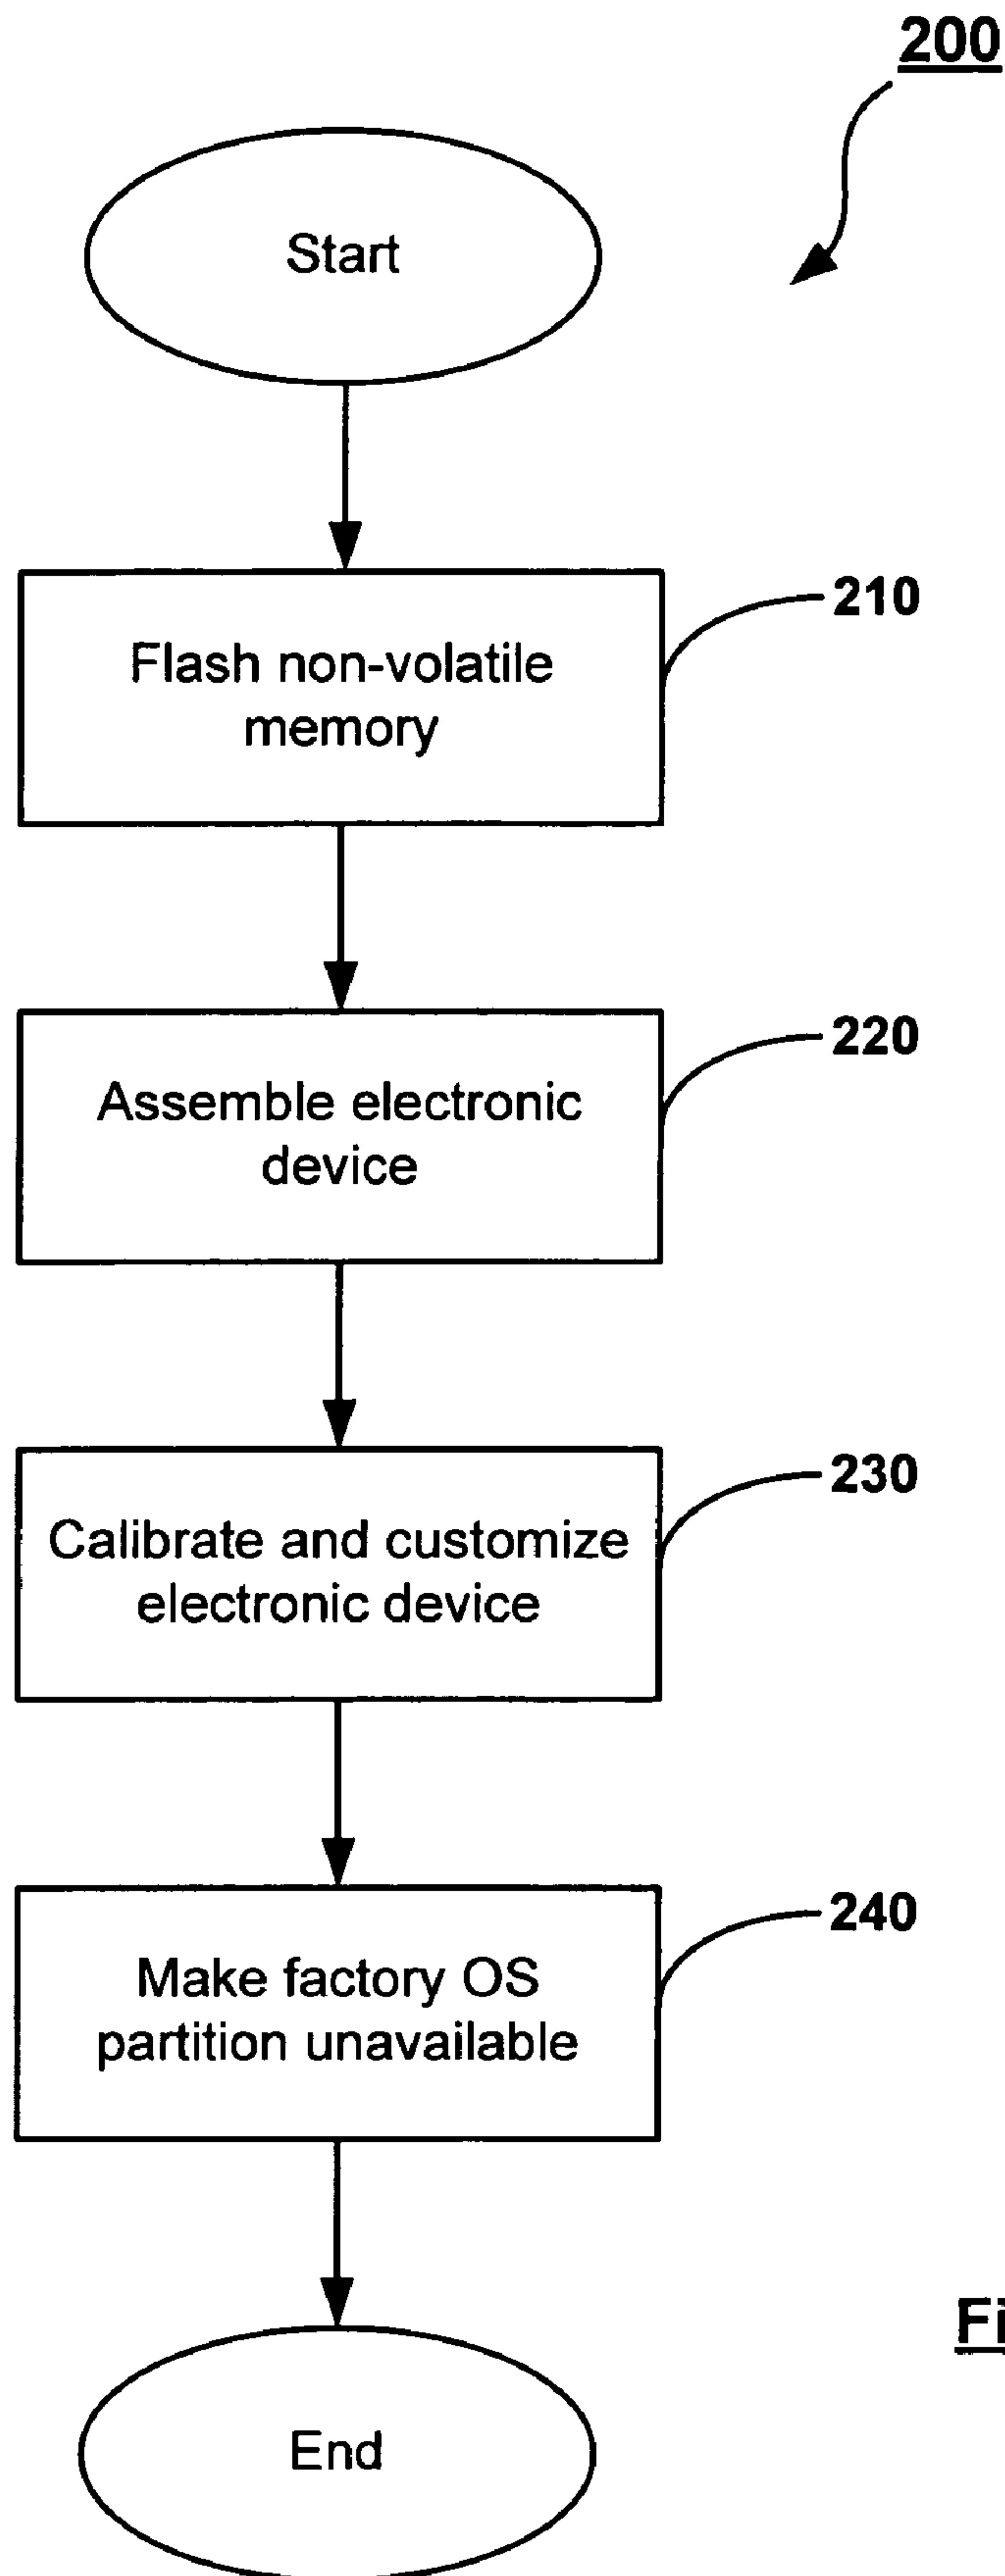 200
Start
Flash non-volatile
memory
210
Assemble electronic
device
220
Calibrate and customize
electronic device
230
Make factory OS
partition unavailable
240
Fi
End